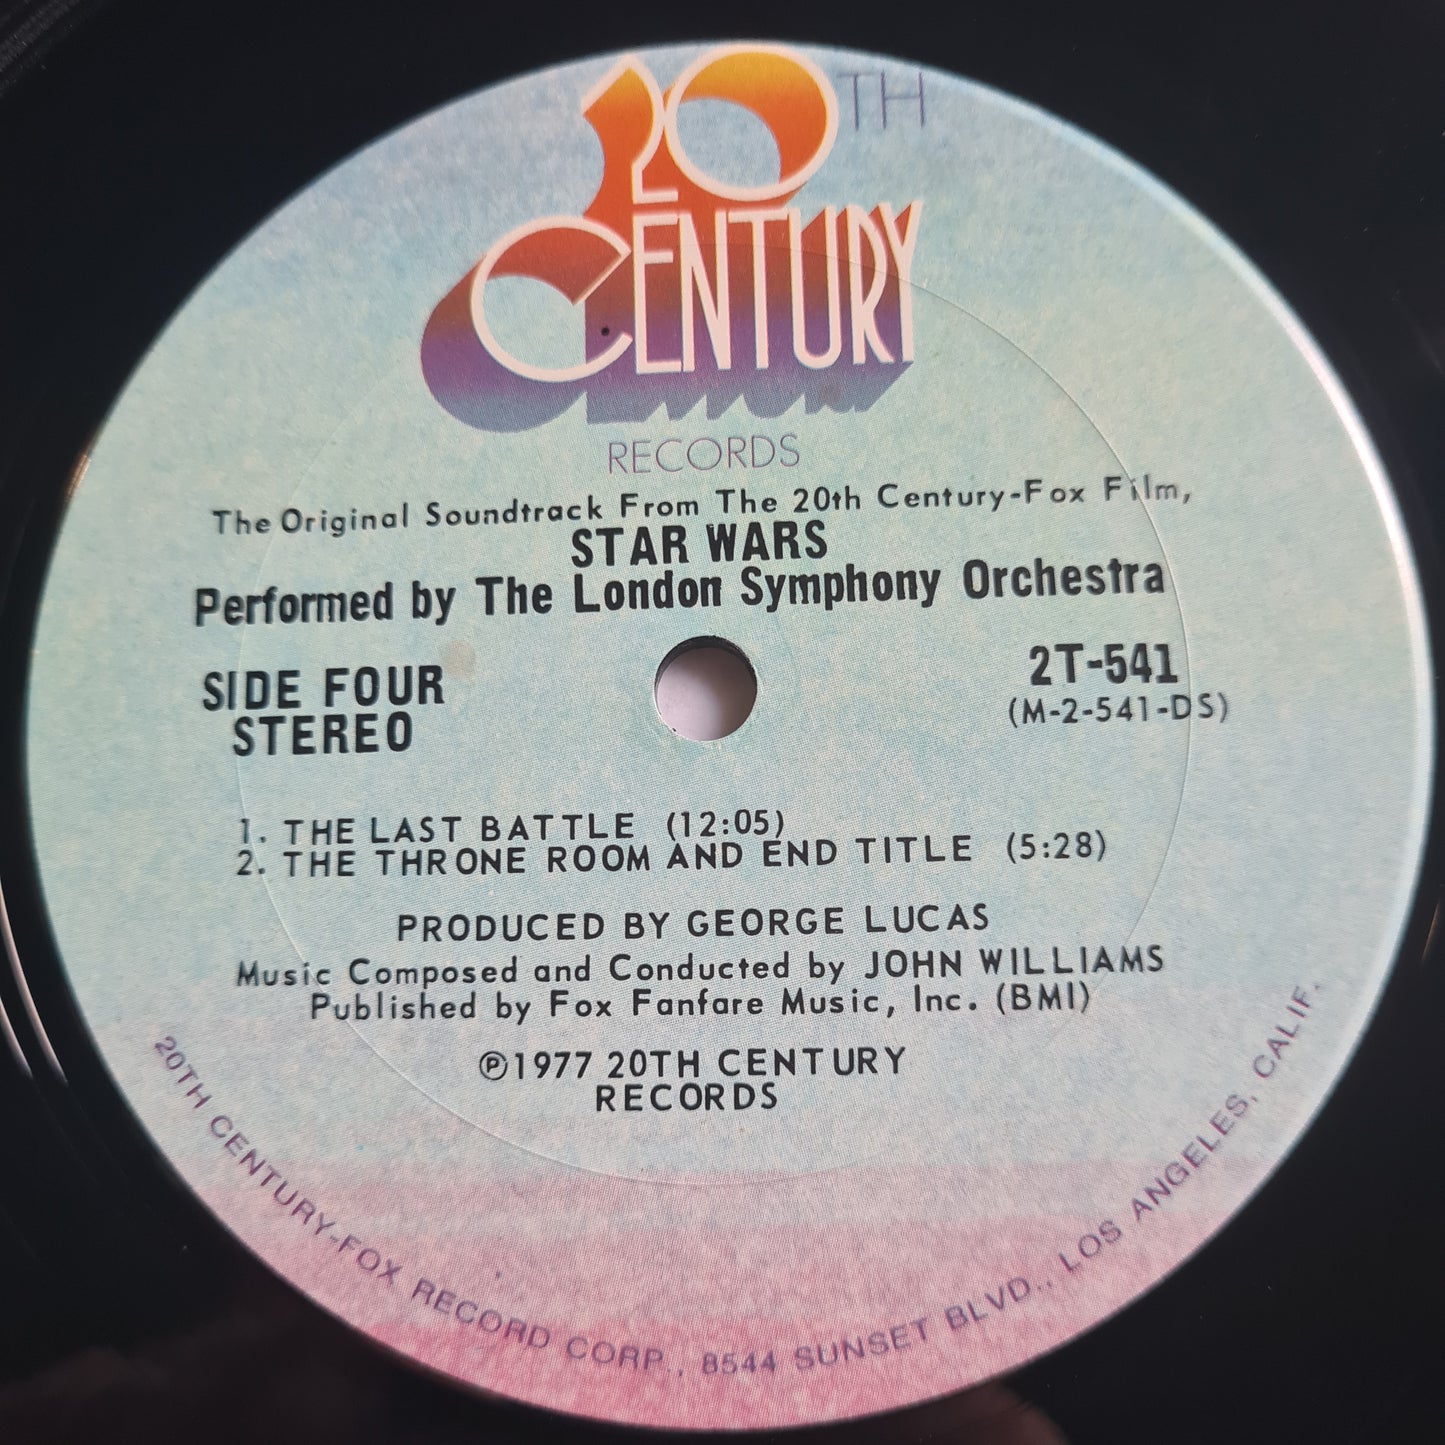 20TH
CENTURY
RECORDS
The Original Soundtrack From The 20th Century-Fox Film,
STAR WARS
Performed by The London Symphony Orchestra
SIDE FOUR
STEREO
2T-541
(M-2-541-DS)
1. THE LAST BATTLE (12:05)
2. THE THRONE ROOM AND END TITLE (5:28)
PRODUCED BY GEORGE LUCAS
Music Composed and Conducted by JOHN WILLIAMS
Published by Fox Fanfare Music, Inc. (BMI)
℗1977 20TH CENTURY
RECORDS
20TH CENTURY-FOX RECORD CORP., 8544 SUNSET BLVD., LOS ANGELES, CALIF.